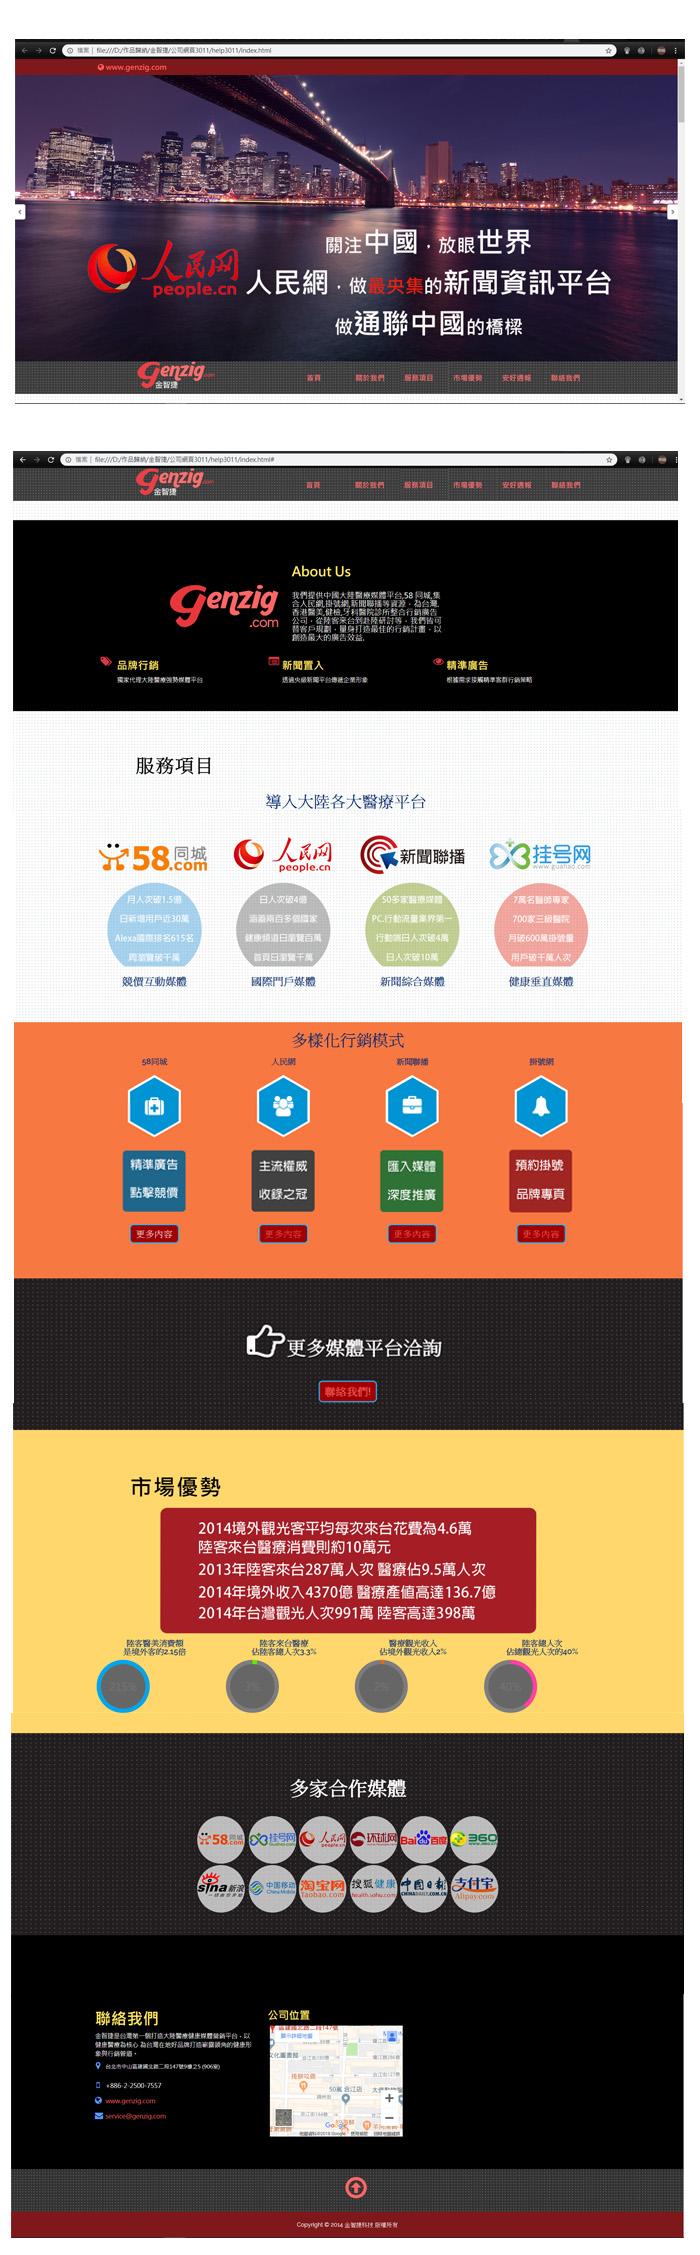 檔案 | file:///D:/作品歸納/金智捷/公司網頁3011/help3011/index.html
www.genzig.com
關注中國，放眼世界
人民网
people.cn
人民網，做最央集的新聞資訊平台
做通聯中國的橋樑
Genzig.com
金智捷
首頁 關於我們 服務項目 市場優勢 安好週報 聯絡我們
檔案 | file:///D:/作品歸納/金智捷/公司網頁3011/help3011/index.html#
Genzig.com
金智捷
首頁 關於我們 服務項目 市場優勢 安好週報 聯絡我們
Genzig
.com
About Us
我們提供中國大陸醫療媒體平台,58 同城,集
合人民網,掛號網,新聞聯播等資源，為台灣,
香港醫美,健檢,牙科醫院診所整合行銷廣告
公司，從陸客來台到赴陸研討等，我們皆可
替客戶規劃，量身打造最佳的行銷計畫，以
創造最大的廣告效益.
品牌行銷
獨家代理大陸醫療強勢媒體平台
新聞置入
透過央級新聞平台傳遞企業形象
精準廣告
根據需求接觸精準客群行銷策略
服務項目
導入大陸各大醫療平台
58同城
.com
人民网
people.cn
新聞聯播
挂号网
www.guahao.com
月人次破1.5億
日新增用戶近30萬
Alexa國際排名615名
周瀏覽破千萬
競價互動媒體
日人次破4億
涵蓋兩百多個國家
健康頻道日瀏覽百萬
首頁日瀏覽千萬
國際門戶媒體
50多家醫療媒體
PC.行動流量業界第一
行動端日人次破4萬
日人次破10萬
新聞綜合媒體
7萬名醫師專家
700家三級醫院
月破600萬掛號量
用戶破千萬人次
健康垂直媒體
多樣化行銷模式
58同城 人民網 新聞聯播 掛號網
精準廣告
點擊競價
主流權威
收錄之冠
匯入媒體
深度推廣
預約掛號
品牌專頁
更多內容 更多內容 更多內容 更多內容
更多媒體平台洽詢
聯絡我們!
市場優勢
2014境外觀光客平均每次來台花費為4.6萬
陸客來台醫療消費則約10萬元
2013年陸客來台287萬人次 醫療佔9.5萬人次
2014年境外收入4370億 醫療產值高達136.7億
2014年台灣觀光人次991萬 陸客高達398萬
陸客醫美消費額
是境外客的2.15倍
陸客來台醫療
佔陸客總人次3.3%
醫療觀光收入
佔境外觀光收入2%
陸客總人次
佔總觀光人次的40%
215% 3% 2% 40%
多家合作媒體
58同城
.com
挂号网
Guahao.com
人民网
people.cn
环球网
Bai百度
360
sina新浪
中国移动
China Mobile
淘宝网
Taobao.com
搜狐健康
health.sohu.com
中国日報
CHINADAILY.COM.CN
支付宝
Alipay.com
聯絡我們
金智捷是台灣第一個打造大陸醫療健康媒體營銷平台，以
健康醫療為核心 為台灣在地好品牌打造嶄露頭角的健康形
象與行銷管道。
台北市中山區建國北路二段147號9樓之5 (906室)
+886-2-2500-7557
www.genzig.com
service@genzig.com
公司位置
區建國北路二段147號
顯示詳細地圖
Google
Copyright © 2014 金智捷科技 版權所有